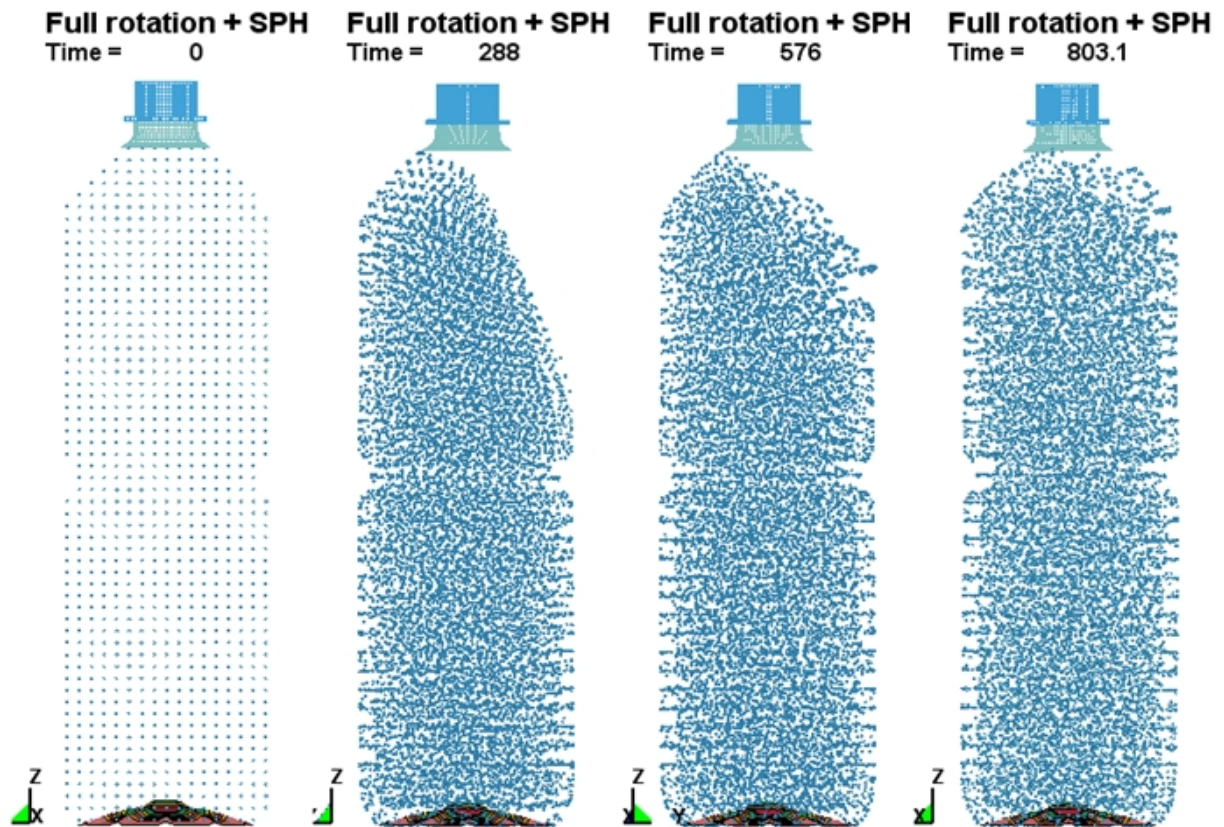 Full rotation + SPH
Time = 0
Full rotation + SPH
Time = 288
Full rotation + SPH
Time = 576
Full rotation + SPH
Time = 803.1
Z
X
Z
Z
X
Y
Z
X